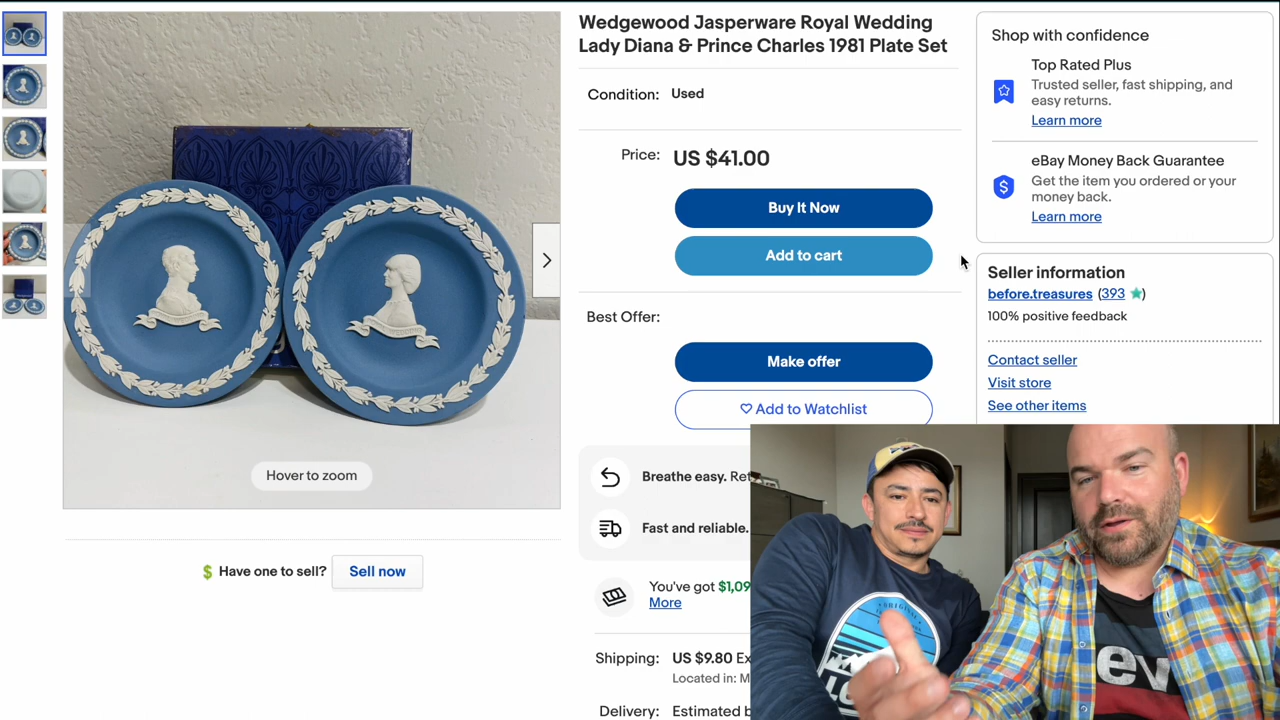 Wedgewood Jasperware Royal Wedding
Lady Diana & Prince Charles 1981 Plate Set
Condition: Used
Price: US $41.00
Buy It Now
Add to cart
Best Offer:
Make offer
Add to Watchlist
Breathe easy. Ret
Fast and reliable.
You've got $1,09
More
Shipping: US $9.80 Ex
Located in: M
Delivery: Estimated b
Hover to zoom
Have one to sell? Sell now
Shop with confidence
Top Rated Plus
Trusted seller, fast shipping, and
easy returns.
Learn more
eBay Money Back Guarantee
Get the item you ordered or your
money back.
Learn more
Seller information
before.treasures (393)
100% positive feedback
Contact seller
Visit store
See other items
ORIGINAL
ev